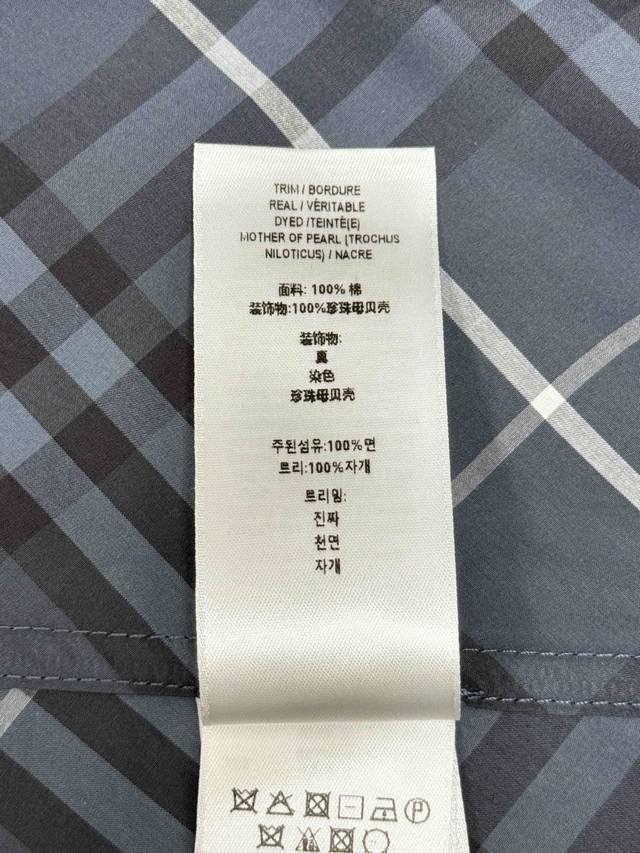 TRIM / BORDURE
REAL / VÉRITABLE
DYED /TEINTÉ(E)
MOTHER OF PEARL (TROCHUS
NILOTICUS) / NACRE
面料: 100% 棉
装饰物:100%珍珠母贝壳
装饰物:
真
染色
珍珠母贝壳
주된섬유:100%면
트리:100%자개
트리밍:
진짜
천연
자개